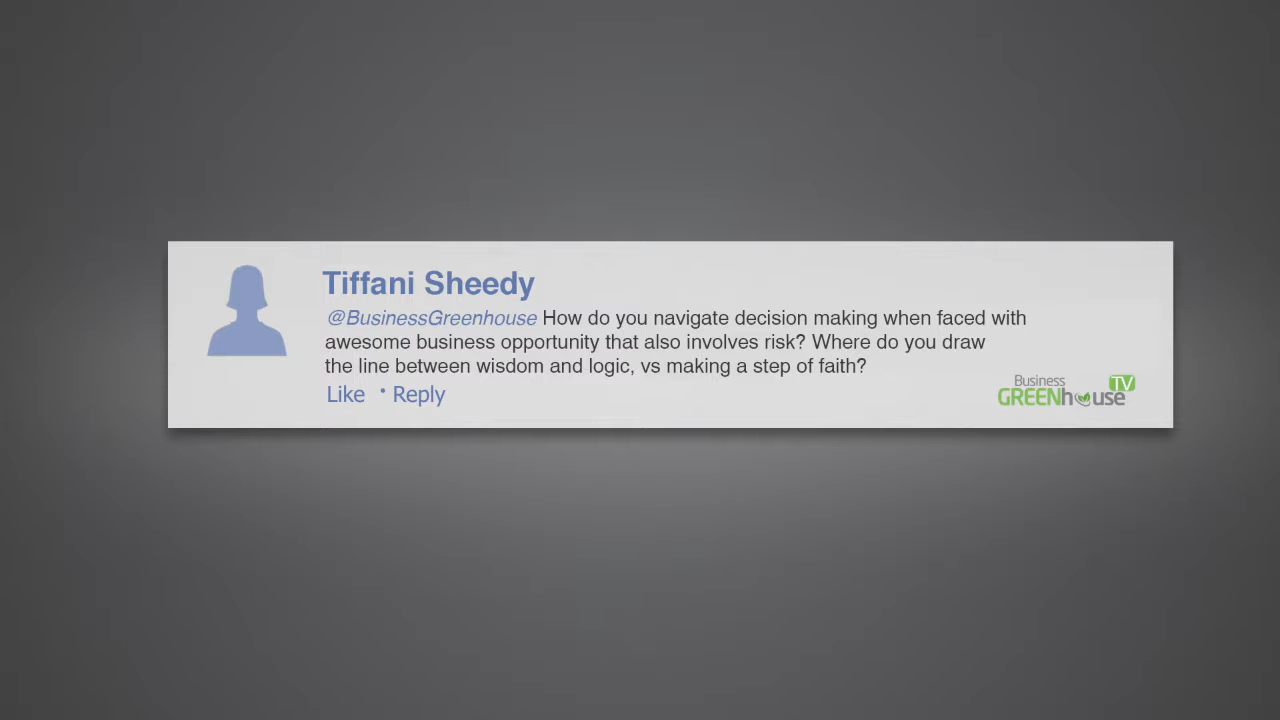 Tiffani Sheedy
@BusinessGreenhouse How do you navigate decision making when faced with
awesome business opportunity that also involves risk? Where do you draw
the line between wisdom and logic, vs making a step of faith?
Like • Reply
Business
GREENhouse TV